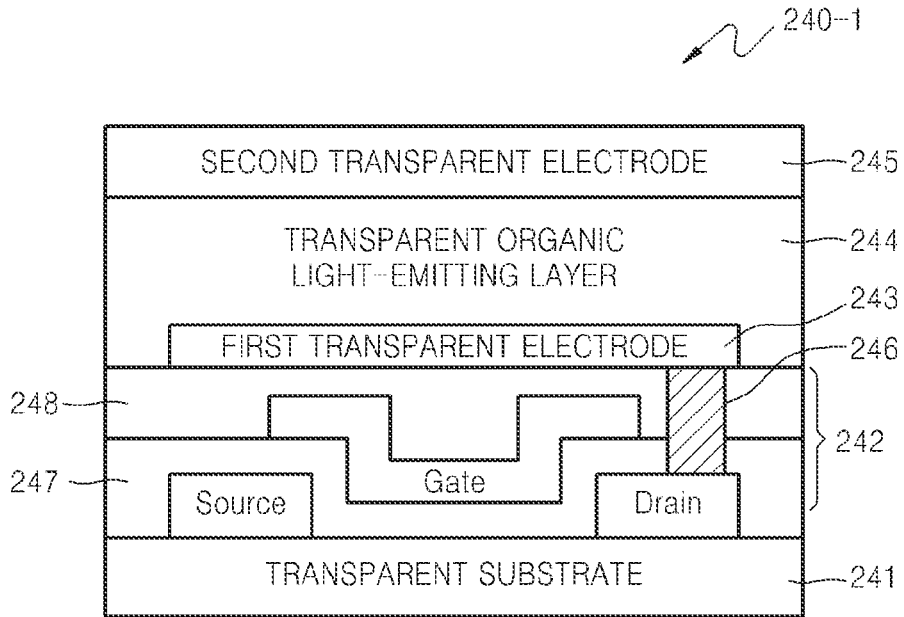 240-1
SECOND TRANSPARENT ELECTRODE
245
TRANSPARENT ORGANIC
LIGHT-EMITTING LAYER
244
243
FIRST TRANSPARENT ELECTRODE
246
248
242
247
Source
Gate
Drain
TRANSPARENT SUBSTRATE
241